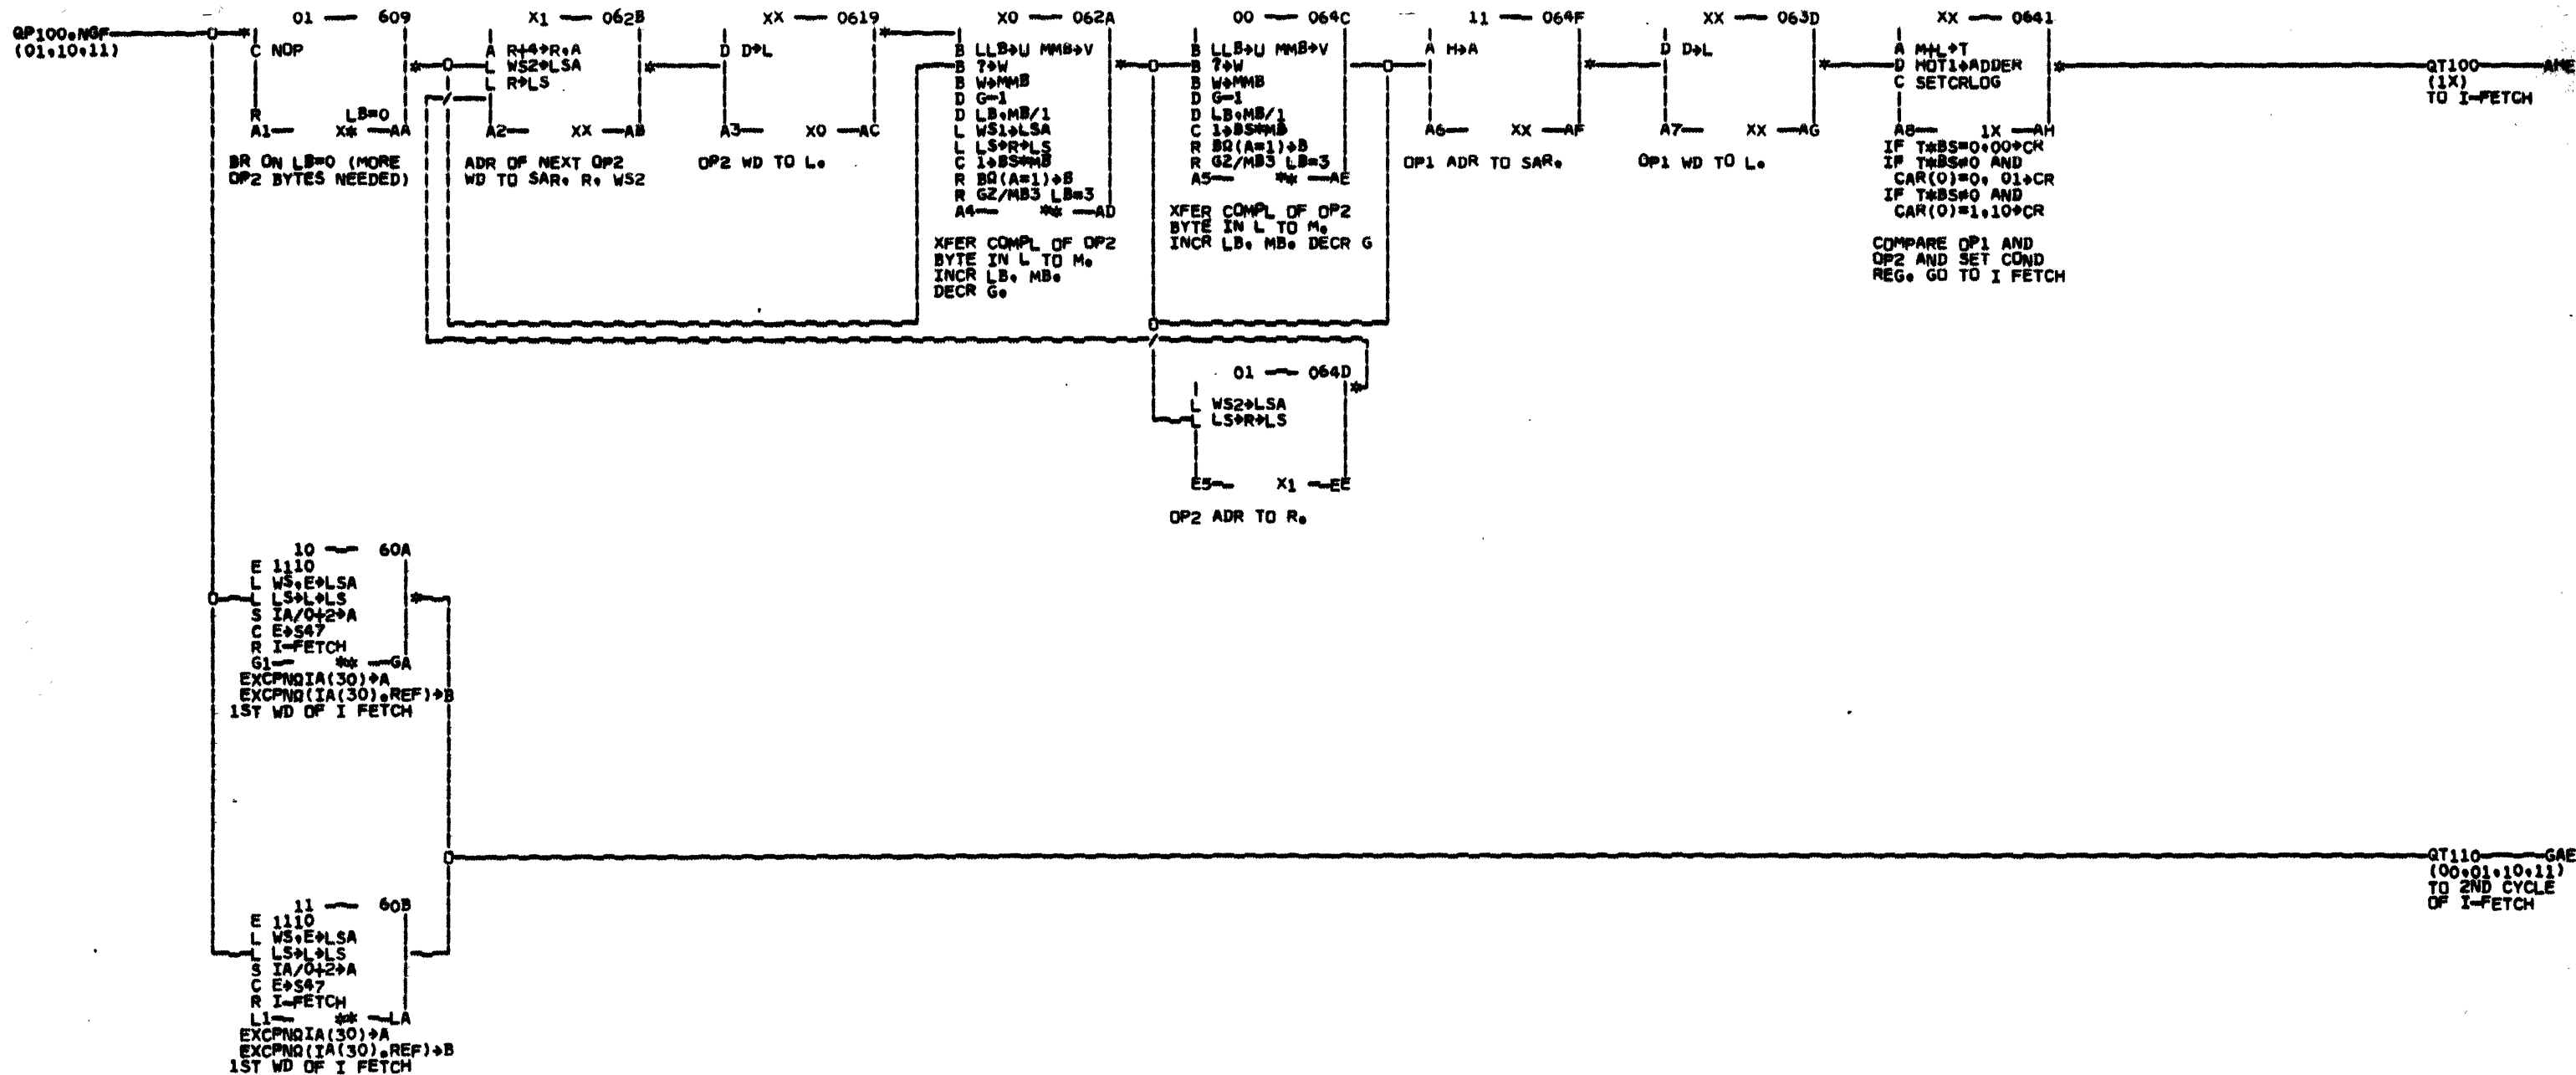 QP100.NGF
(01,10,11)
01 — 609
C NOP
R LB=0
A1— X* —AA
BR ON LB=0 (MORE
OP2 BYTES NEEDED)
X1 — 062B
A R+4→R,A
L WS2→LSA
L R→LS
A2— XX —AB
ADR OF NEXT OP2
WD TO SAR, R, WS2
XX — 0619
D D→L
A3— X0 —AC
OP2 WD TO L.
X0 — 062A
B LLB→U MMB→V
B ?→W
B W→MMB
D G-1
D LB,MB/1
L WS1→LSA
L LS→R→LS
C 1→BS*MB
R BΩ(A=1)→B
R GZ/MB3 LB=3
A4— ** —AD
XFER COMPL OF OP2
BYTE IN L TO M.
INCR LB, MB.
DECR G.
00 — 064C
B LLB→U MMB→V
B ?→W
B W→MMB
D G-1
D LB,MB/1
C 1→BS*MB
R BΩ(A=1)→B
R GZ/MB3 LB=3
A5— ** —AE
XFER COMPL OF OP2
BYTE IN L TO M.
INCR LB, MB. DECR G
11 — 064F
A H→A
A6— XX —AF
OP1 ADR TO SAR.
XX — 063D
D D→L
A7— XX —AG
OP1 WD TO L.
XX — 0641
A M+L→T
D HOT1→ADDER
C SETCRLOG
A8— 1X —AH
IF T*BS=0,00→CR
IF T*BS≠0 AND
CAR(0)=0, 01→CR
IF T*BS≠0 AND
CAR(0)=1,10→CR
COMPARE OP1 AND
OP2 AND SET COND
REG. GO TO I FETCH
QT100 —AHE
(1X)
TO I-FETCH
01 — 064D
L WS2→LSA
L LS→R→LS
E5— X1 —EE
OP2 ADR TO R.
10 — 60A
E 1110
L WS,E→LSA
L LS→L→LS
S IA/0+2→A
C E→S47
R I-FETCH
G1— ** —GA
EXCPNΩIA(30)→A
EXCPNΩ(IA(30),REF)→B
1ST WD OF I FETCH
QT110 —GAE
(00,01,10,11)
TO 2ND CYCLE
OF I-FETCH
11 — 60B
E 1110
L WS,E→LSA
L LS→L→LS
S IA/0+2→A
C E→S47
R I-FETCH
L1— ** —LA
EXCPNΩIA(30)→A
EXCPNΩ(IA(30),REF)→B
1ST WD OF I FETCH